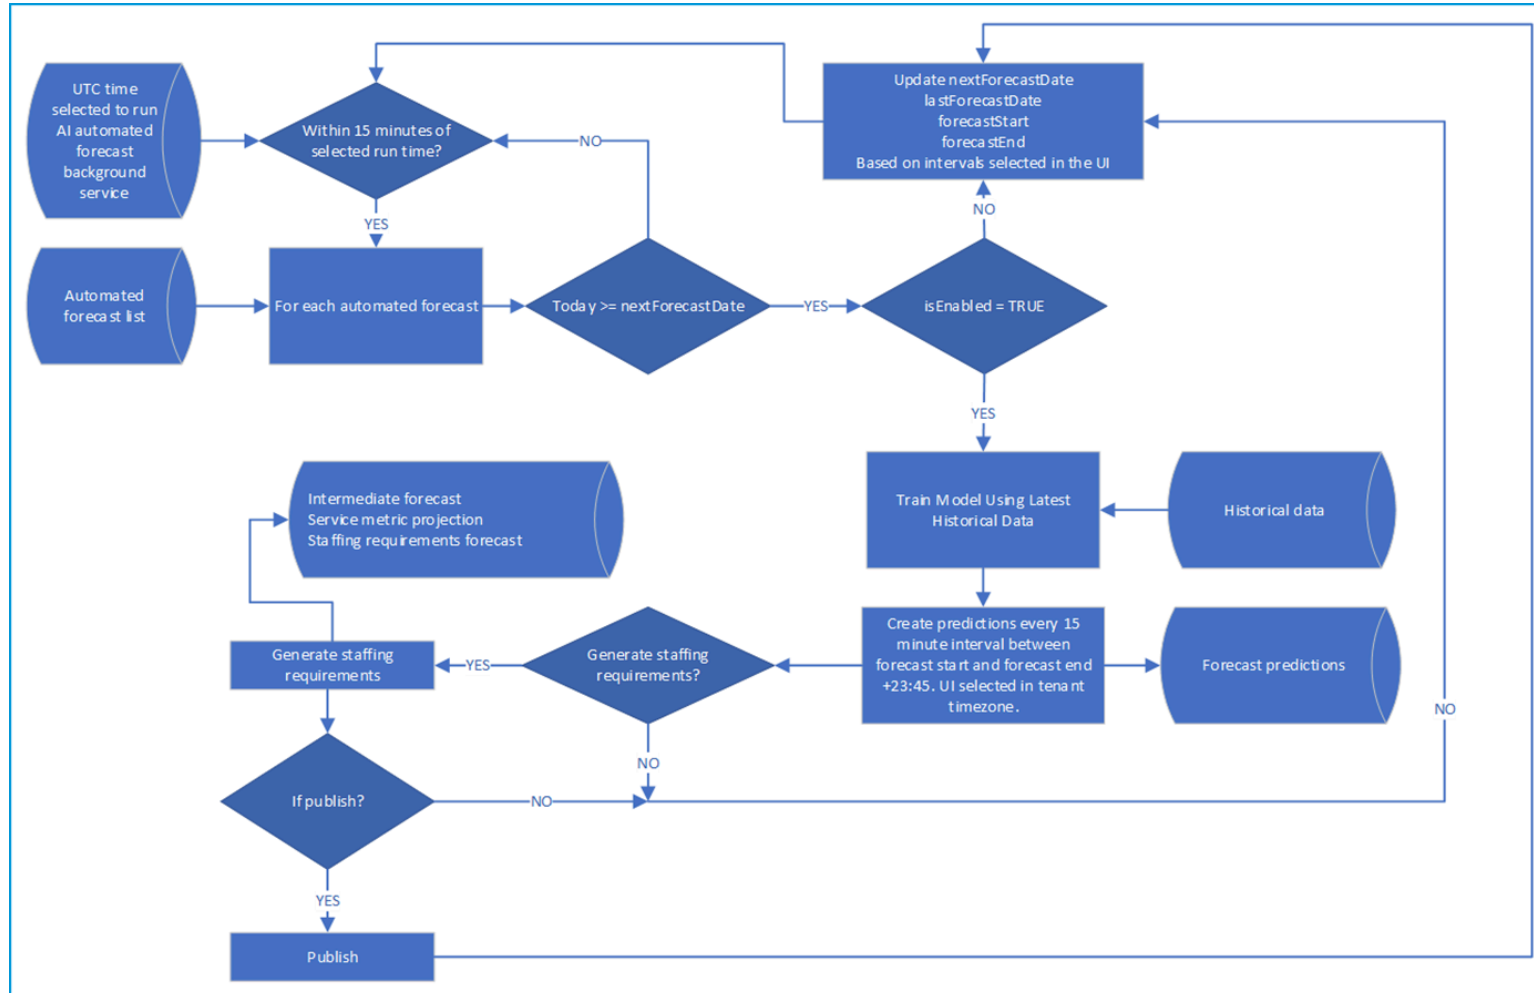 UTC time
selected to run
AI automated
forecast
background
service
Within 15 minutes of
selected run time?
NO
Update nextForecastDate
lastForecastDate
forecastStart
forecastEnd
Based on intervals selected in the UI
YES
NO
Automated
forecast list
For each automated forecast
Today >= nextForecastDate
YES
isEnabled = TRUE
YES
Intermediate forecast
Service metric projection
Staffing requirements forecast
Train Model Using Latest
Historical Data
Historical data
Generate staffing
requirements
YES
Generate staffing
requirements?
Create predictions every 15
minute interval between
forecast start and forecast end
+23:45. UI selected in tenant
timezone.
Forecast predictions
NO
NO
If publish?
NO
YES
Publish